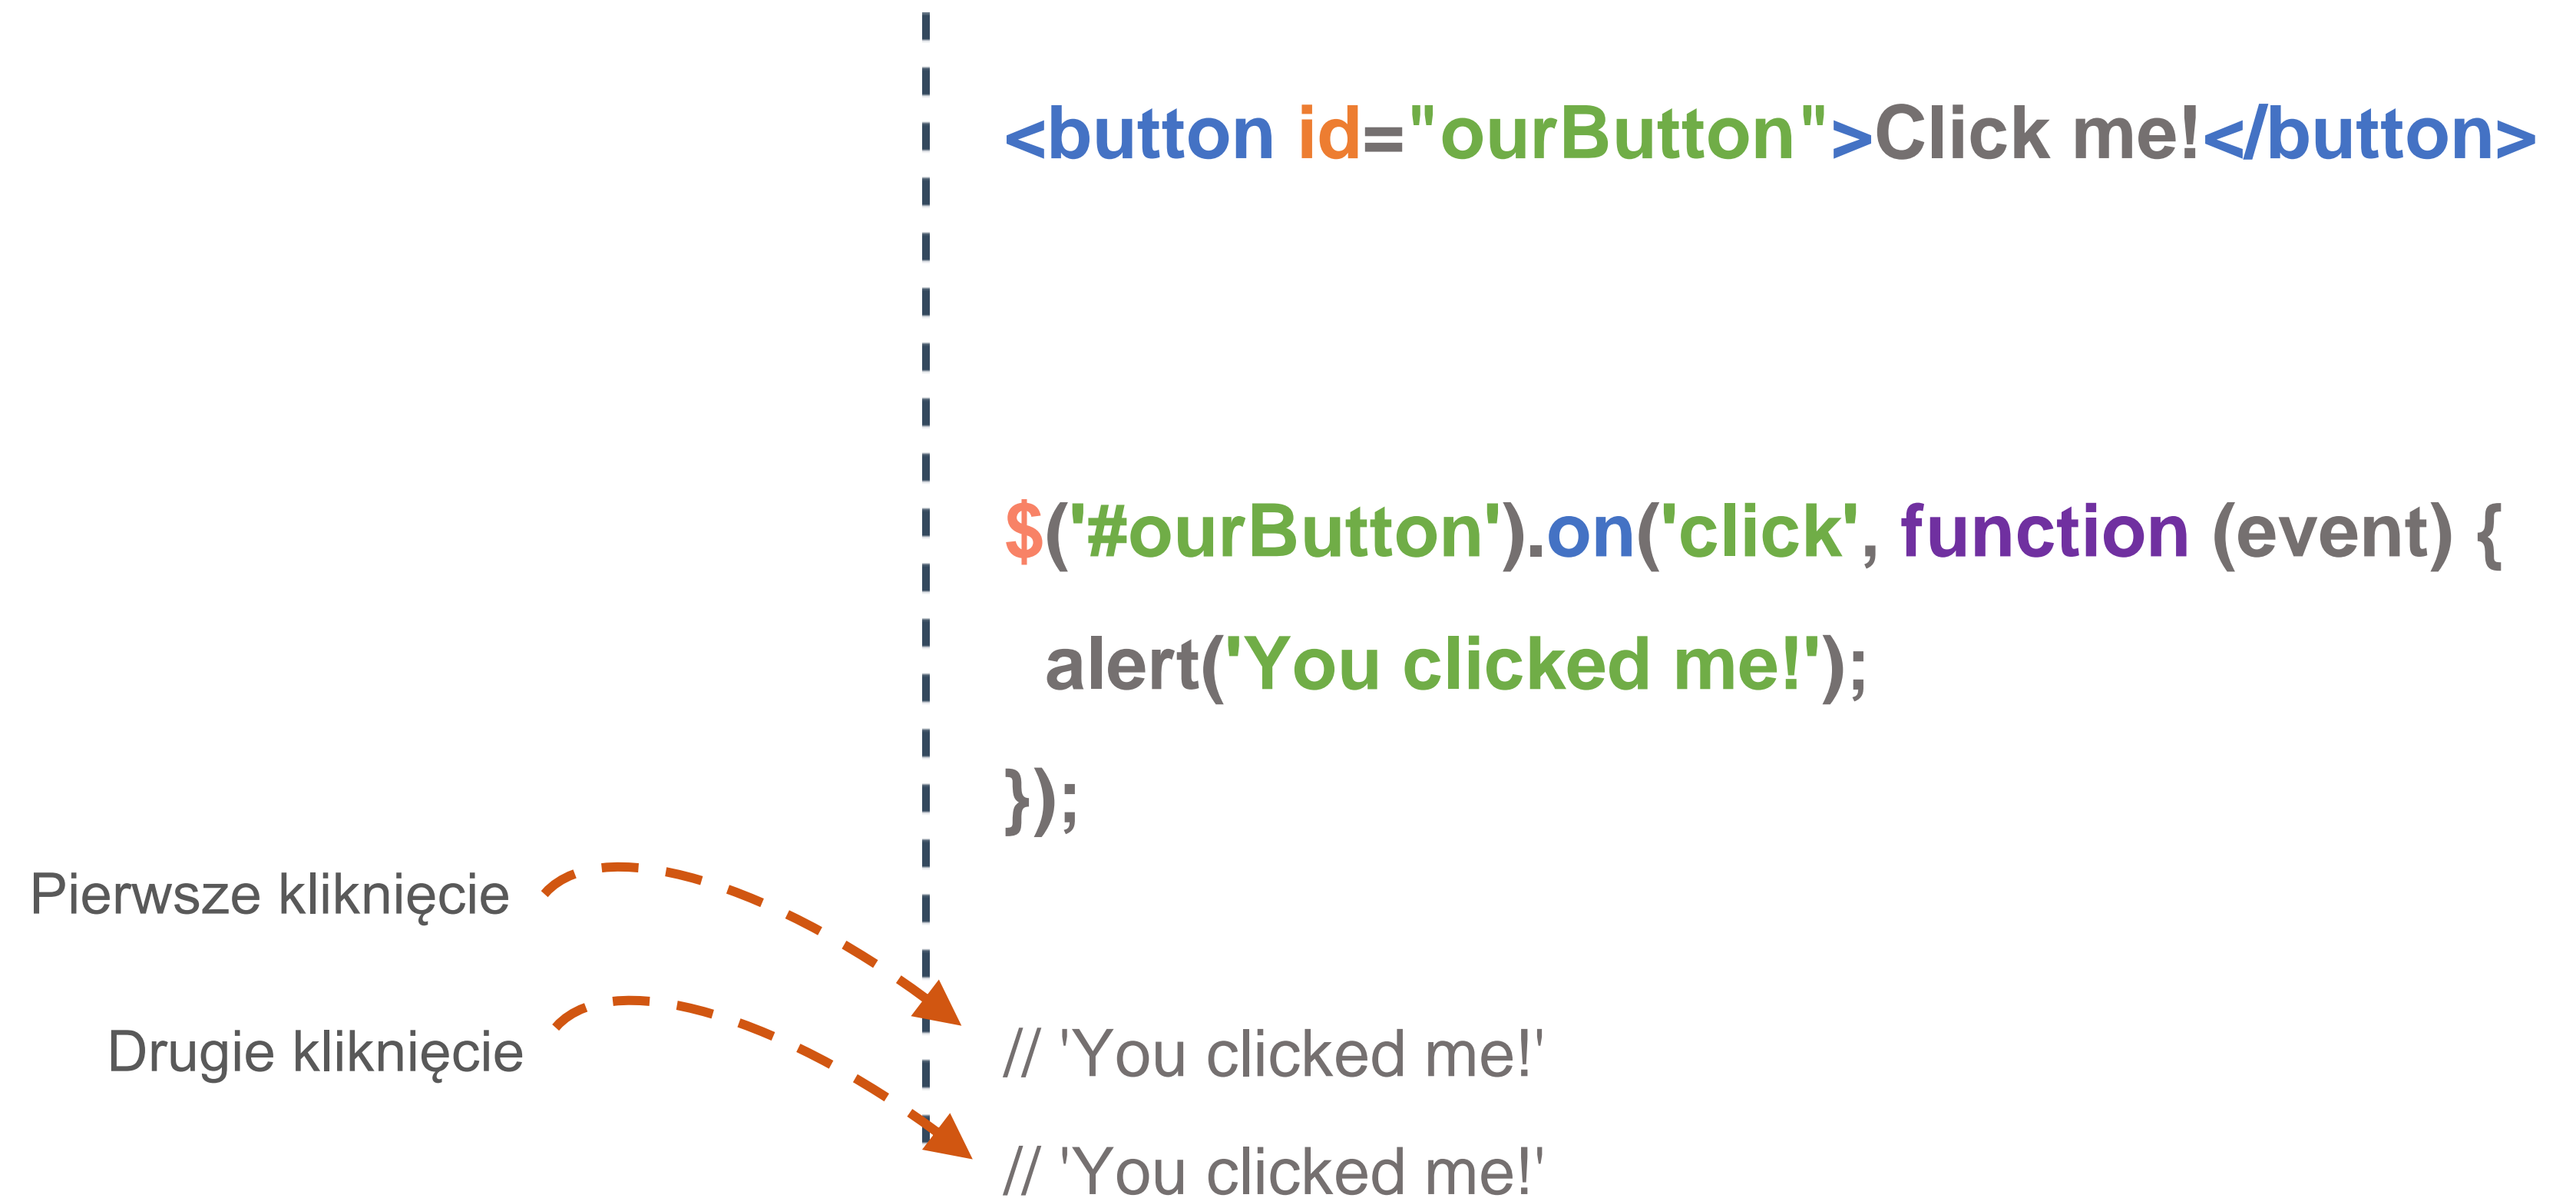 <button id="ourButton">Click me!</button>
$('#ourButton').on('click', function (event) {
alert('You clicked me!');
});
Pierwsze kliknięcie
// 'You clicked me!'
Drugie kliknięcie
// 'You clicked me!'